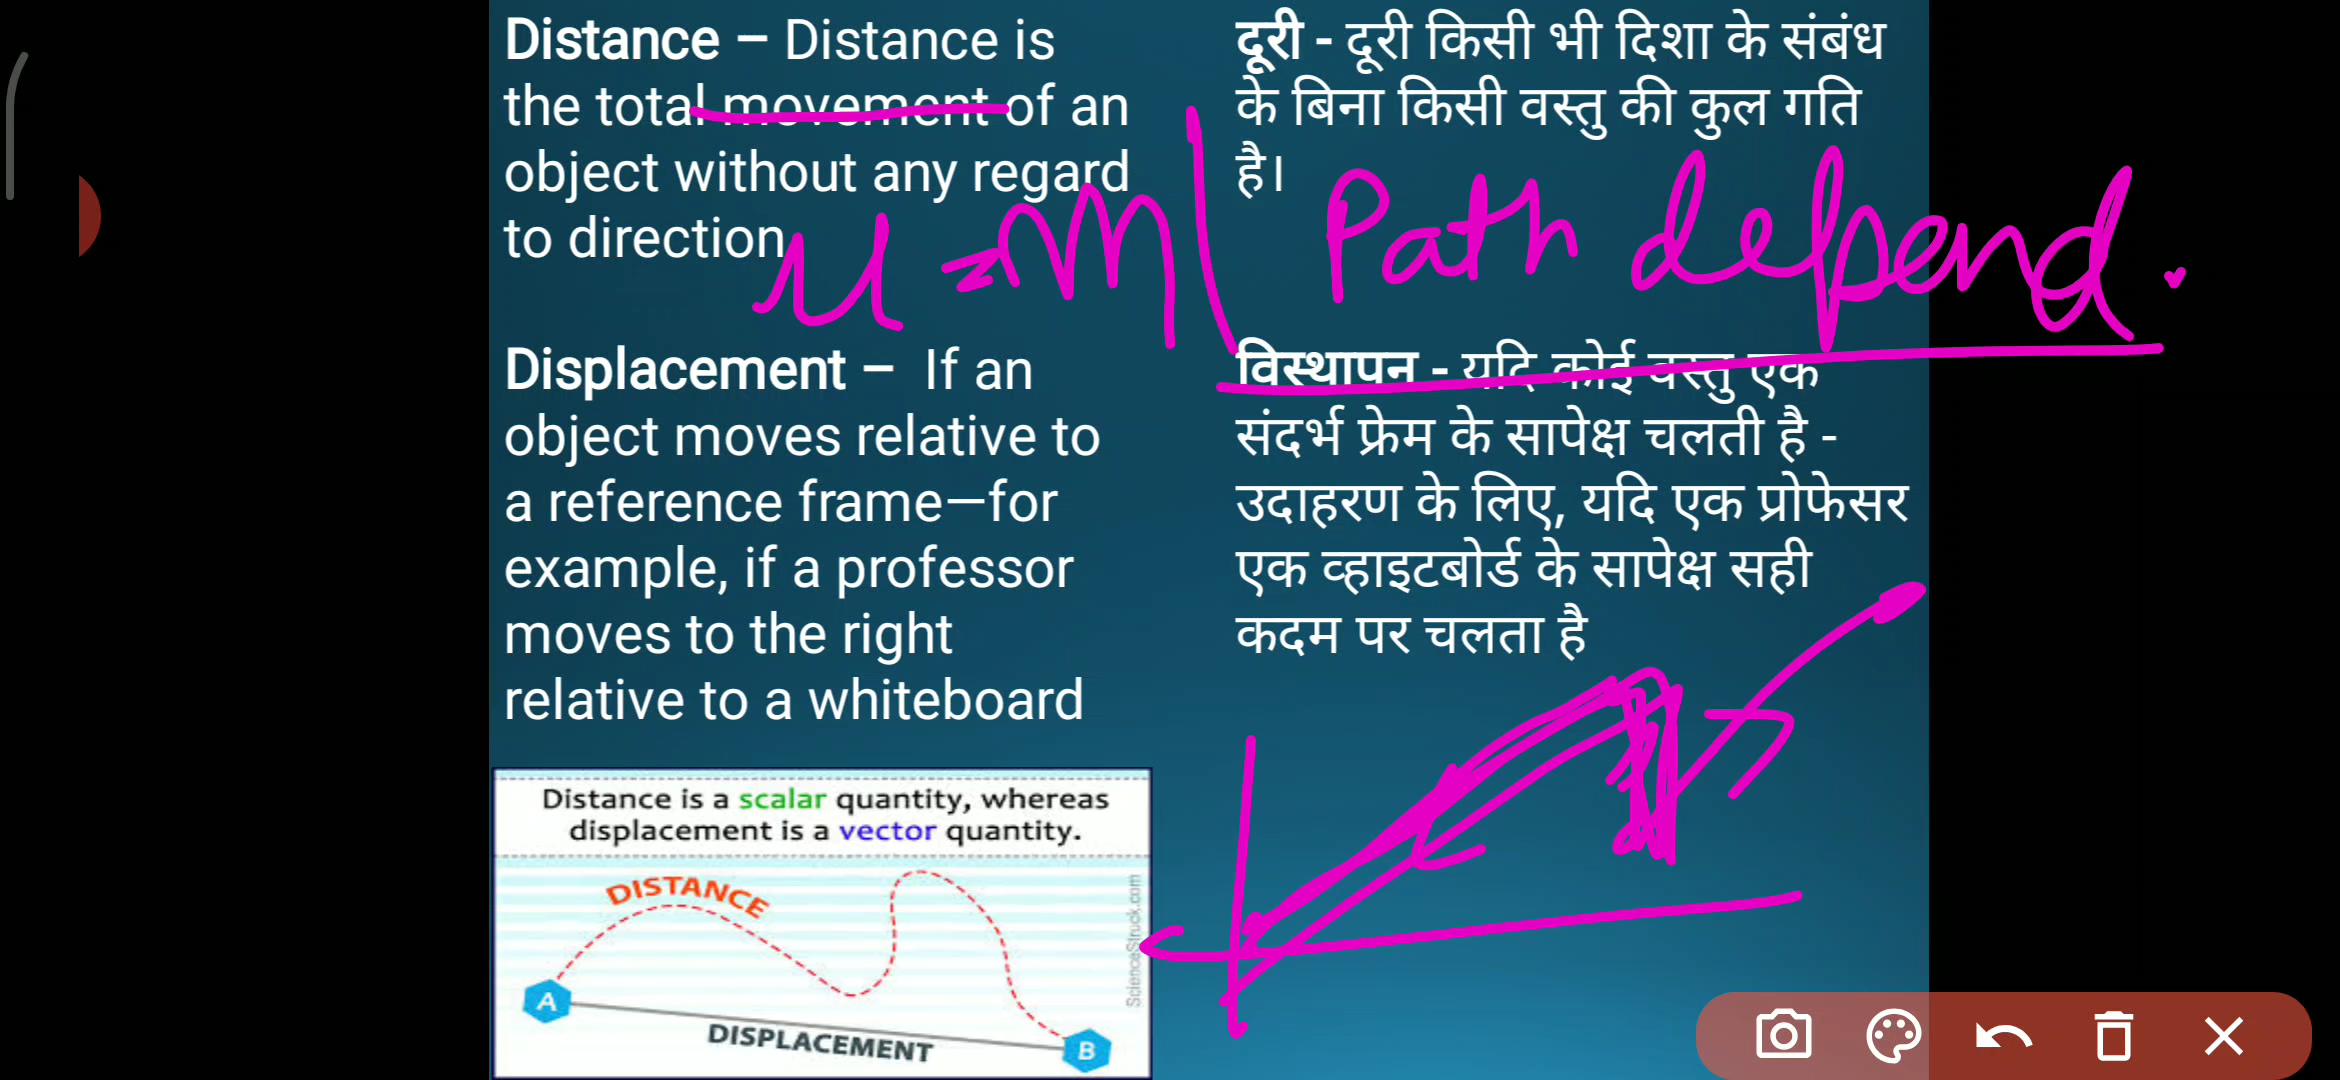 Distance – Distance is
the total movement of an
object without any regard
to direction
दूरी - दूरी किसी भी दिशा के संबंध
के बिना किसी वस्तु की कुल गति
है।
Path depend.
Displacement – If an
object moves relative to
a reference frame—for
example, if a professor
moves to the right
relative to a whiteboard
विस्थापन - यदि कोई वस्तु एक
संदर्भ फ्रेम के सापेक्ष चलती है -
उदाहरण के लिए, यदि एक प्रोफेसर
एक व्हाइटबोर्ड के सापेक्ष सही
कदम पर चलता है
Distance is a scalar quantity, whereas
displacement is a vector quantity.
DISTANCE
A
DISPLACEMENT
B
ScienceStruck.com